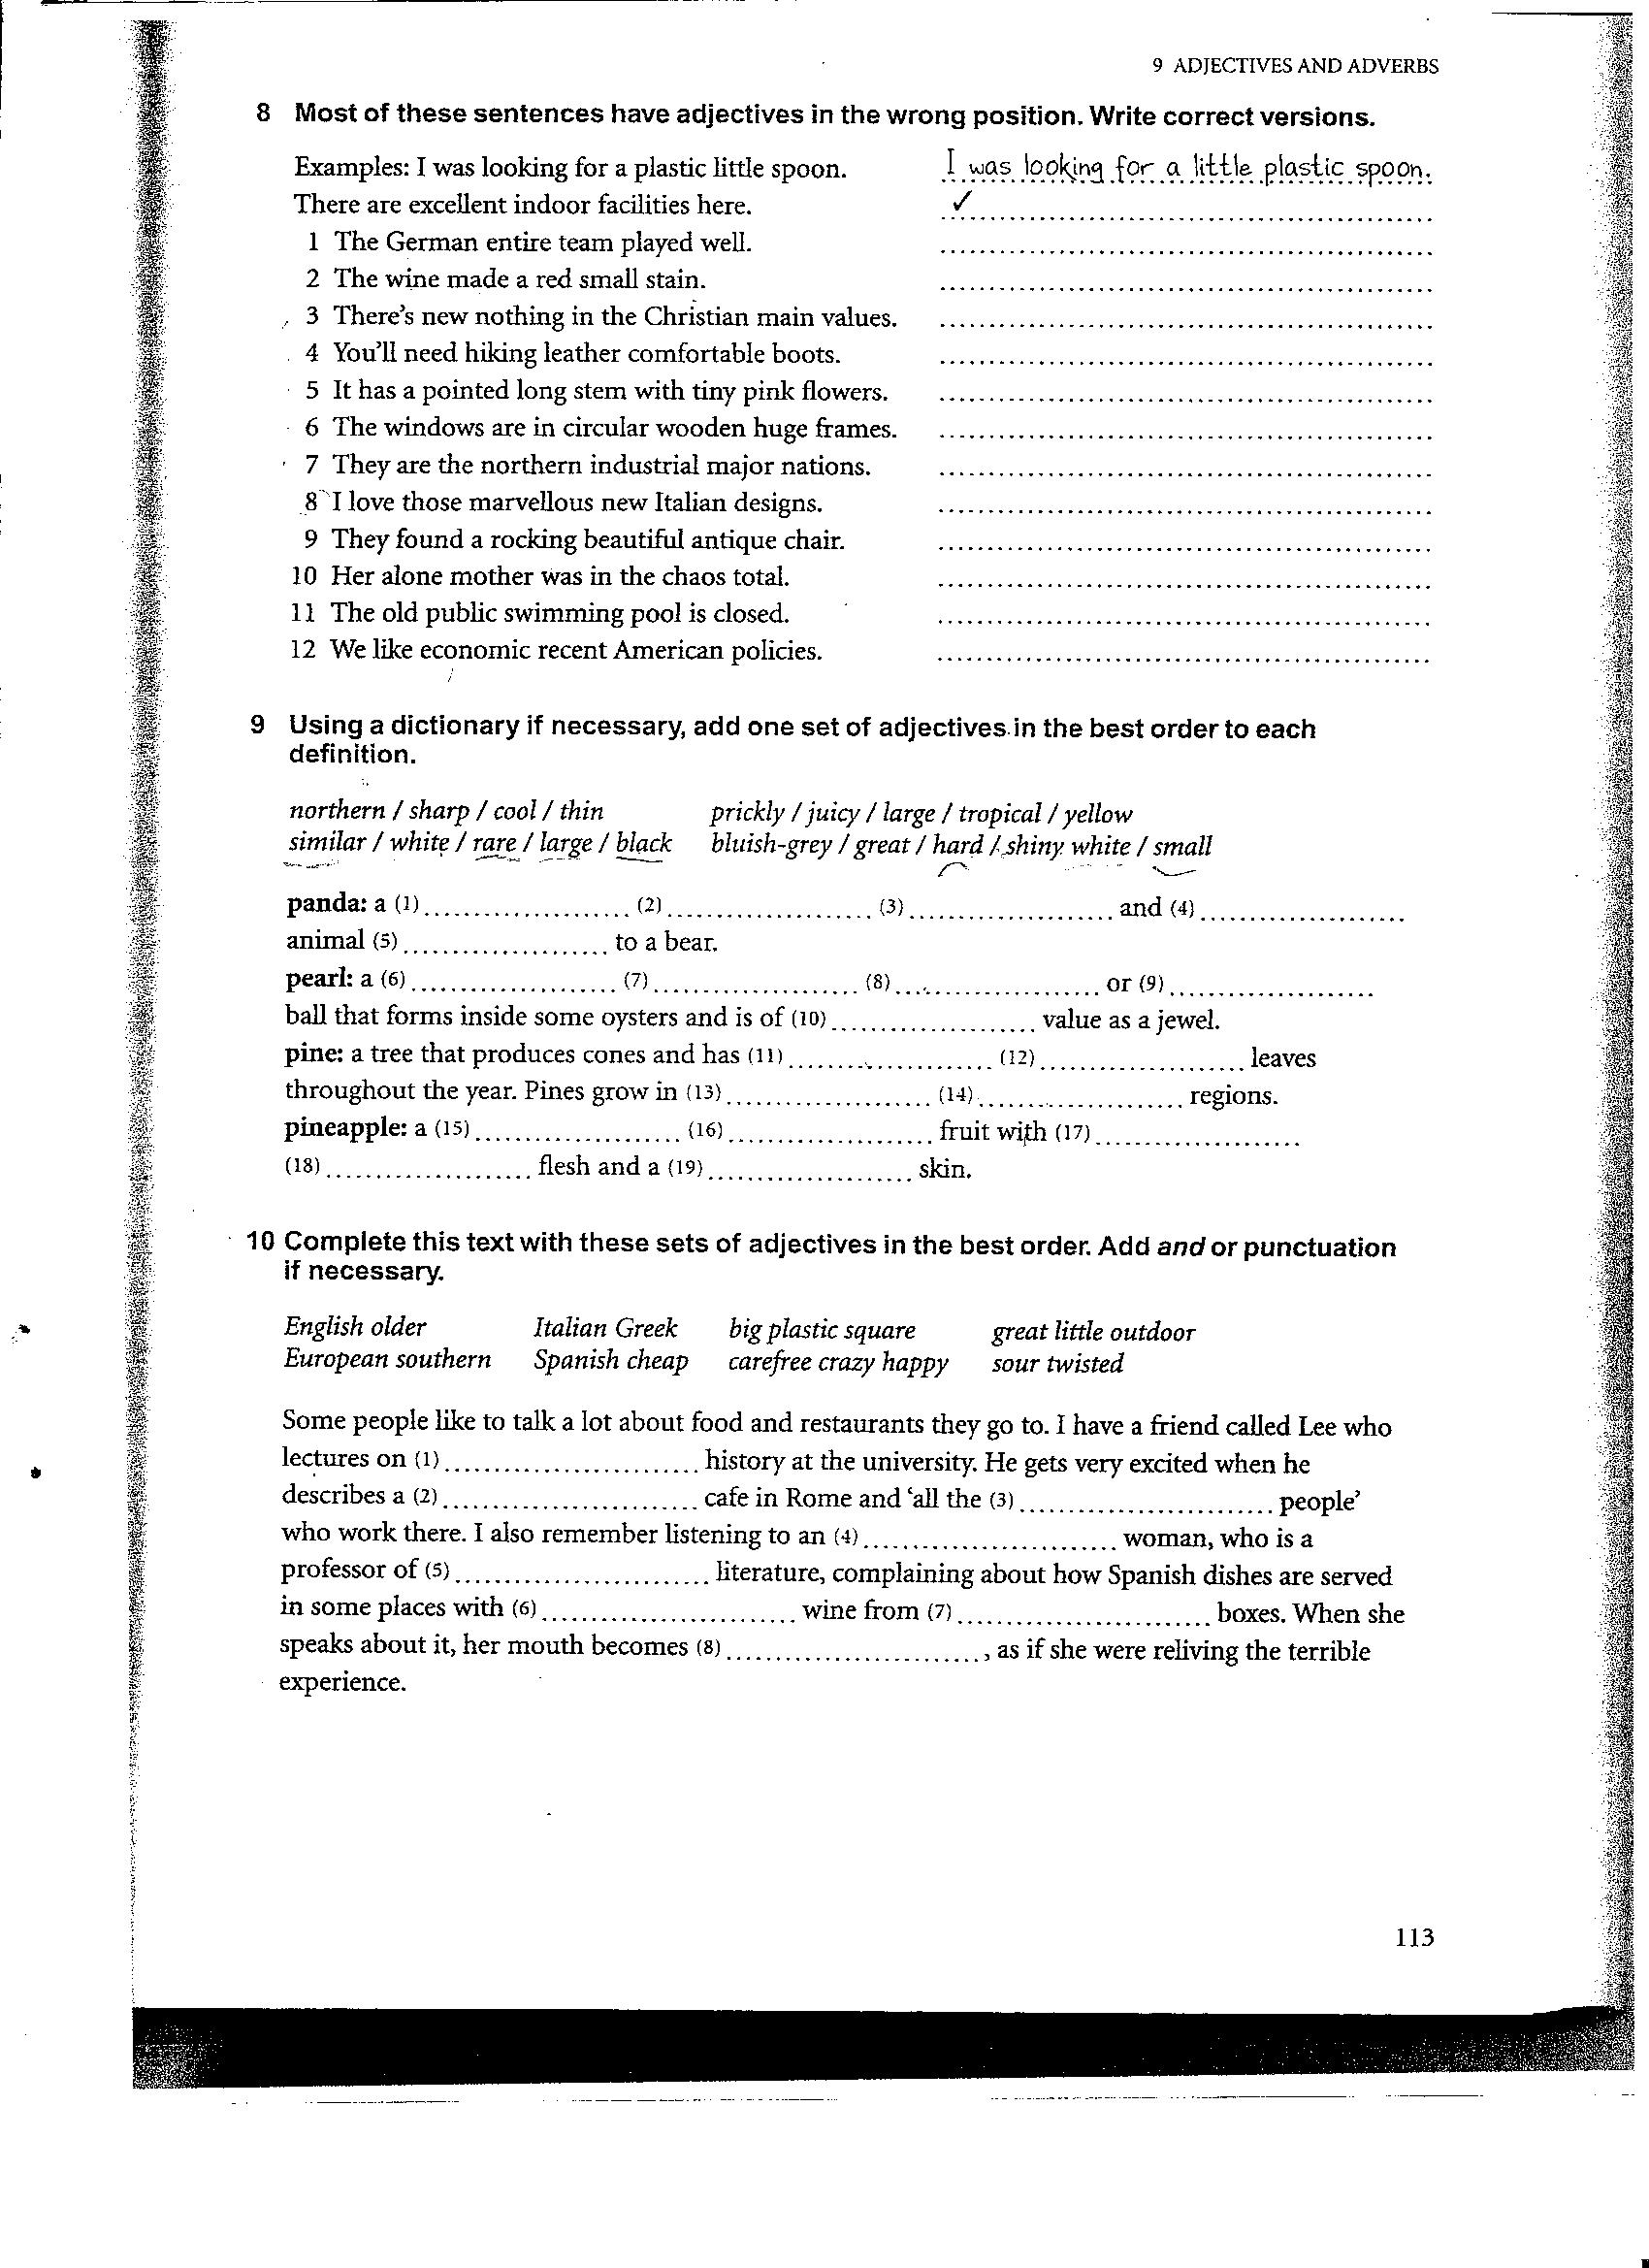 9 ADJECTIVES AND ADVERBS
8 Most of these sentences have adjectives in the wrong position. Write correct versions.
Examples: I was looking for a plastic little spoon. I was looking for a little plastic spoon.
There are excellent indoor facilities here. ✓
1 The German entire team played well. ....................
2 The wine made a red small stain. ....................
3 There's new nothing in the Christian main values. ....................
4 You'll need hiking leather comfortable boots. ....................
5 It has a pointed long stem with tiny pink flowers. ....................
6 The windows are in circular wooden huge frames. ....................
7 They are the northern industrial major nations. ....................
8 I love those marvellous new Italian designs. ....................
9 They found a rocking beautiful antique chair. ....................
10 Her alone mother was in the chaos total. ....................
11 The old public swimming pool is closed. ....................
12 We like economic recent American policies. ....................
9 Using a dictionary if necessary, add one set of adjectives in the best order to each
definition.
northern / sharp / cool / thin prickly / juicy / large / tropical / yellow
similar / white / rare / large / black bluish-grey / great / hard / shiny white / small
panda: a (1) .................... (2) .................... (3) .................... and (4) ....................
animal (5) .................... to a bear.
pearl: a (6) .................... (7) .................... (8) .................... or (9) ....................
ball that forms inside some oysters and is of (10) .................... value as a jewel.
pine: a tree that produces cones and has (11) .................... (12) .................... leaves
throughout the year. Pines grow in (13) .................... (14) .................... regions.
pineapple: a (15) .................... (16) .................... fruit with (17) ....................
(18) .................... flesh and a (19) .................... skin.
10 Complete this text with these sets of adjectives in the best order. Add and or punctuation
if necessary.
English older Italian Greek big plastic square great little outdoor
European southern Spanish cheap carefree crazy happy sour twisted
Some people like to talk a lot about food and restaurants they go to. I have a friend called Lee who
lectures on (1) .................... history at the university. He gets very excited when he
describes a (2) .................... cafe in Rome and 'all the (3) .................... people'
who work there. I also remember listening to an (4) .................... woman, who is a
professor of (5) .................... literature, complaining about how Spanish dishes are served
in some places with (6) .................... wine from (7) .................... boxes. When she
speaks about it, her mouth becomes (8) ...................., as if she were reliving the terrible
experience.
113